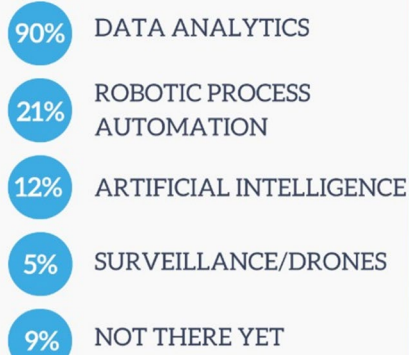 90% DATA ANALYTICS
21% ROBOTIC PROCESS
AUTOMATION
12% ARTIFICIAL INTELLIGENCE
5% SURVEILLANCE/DRONES
9% NOT THERE YET